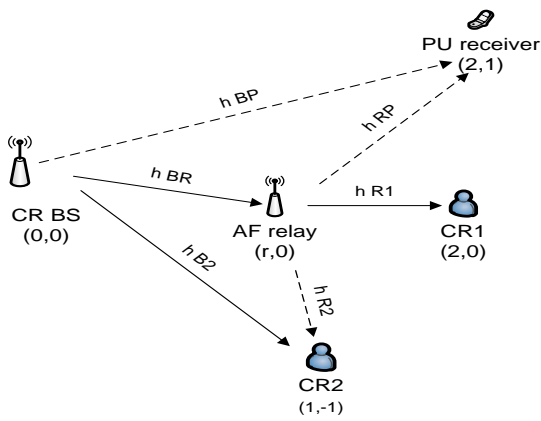 PU receiver
(2,1)
h BP
h RP
h BR
h R1
CR BS
(0,0)
AF relay
(r,0)
CR1
(2,0)
h B2
h R2
CR2
(1,-1)